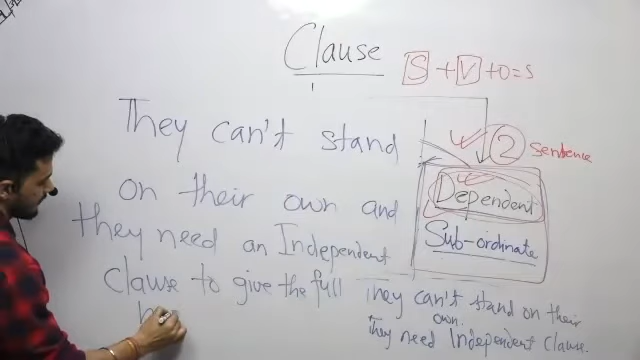 Clause
S + V + o = s
They can't stand
on their own and
they need an Independent
Clause to give the full
2 sentence
Dependent
Sub-ordinate
They can't stand on their
own.
They need Independent Clause.